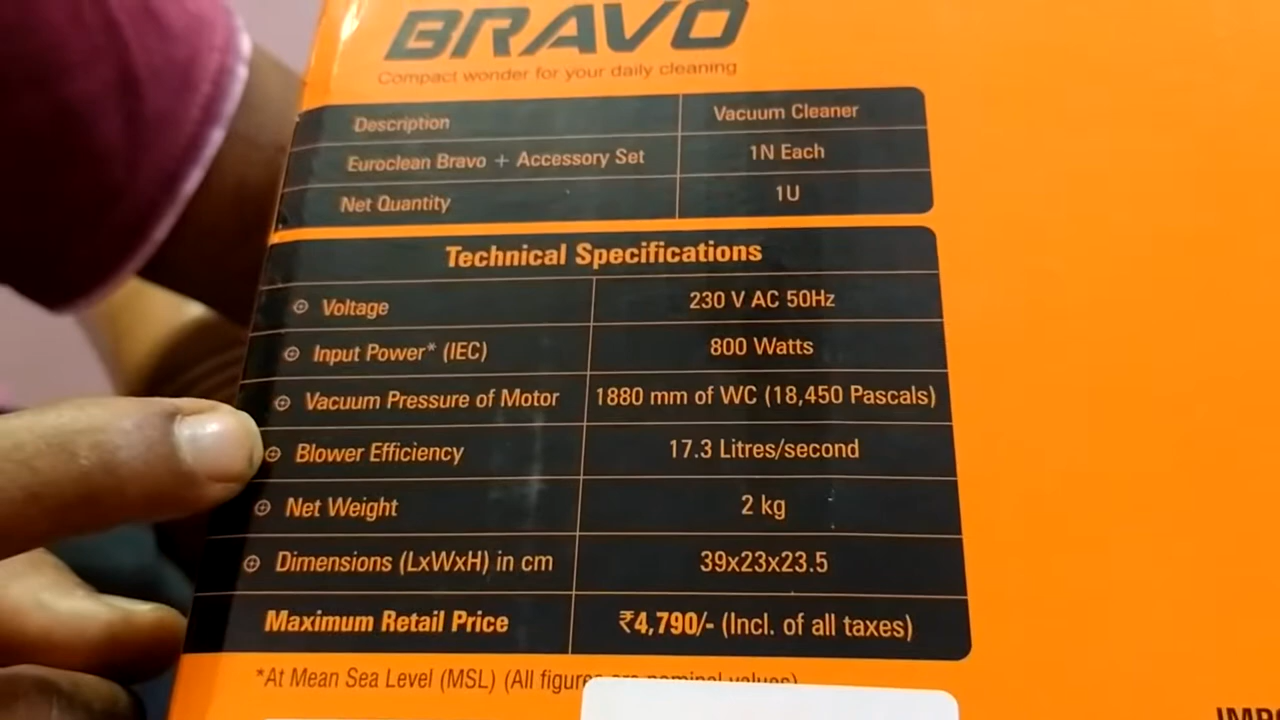 BRAVO
Compact wonder for your daily cleaning
Description Vacuum Cleaner
Euroclean Bravo + Accessory Set 1N Each
Net Quantity 1U
Technical Specifications
Voltage 230 V AC 50Hz
Input Power* (IEC) 800 Watts
Vacuum Pressure of Motor 1880 mm of WC (18,450 Pascals)
Blower Efficiency 17.3 Litres/second
Net Weight 2 kg
Dimensions (LxWxH) in cm 39x23x23.5
Maximum Retail Price ₹4,790/- (Incl. of all taxes)
*At Mean Sea Level (MSL) (All figures are nominal values)